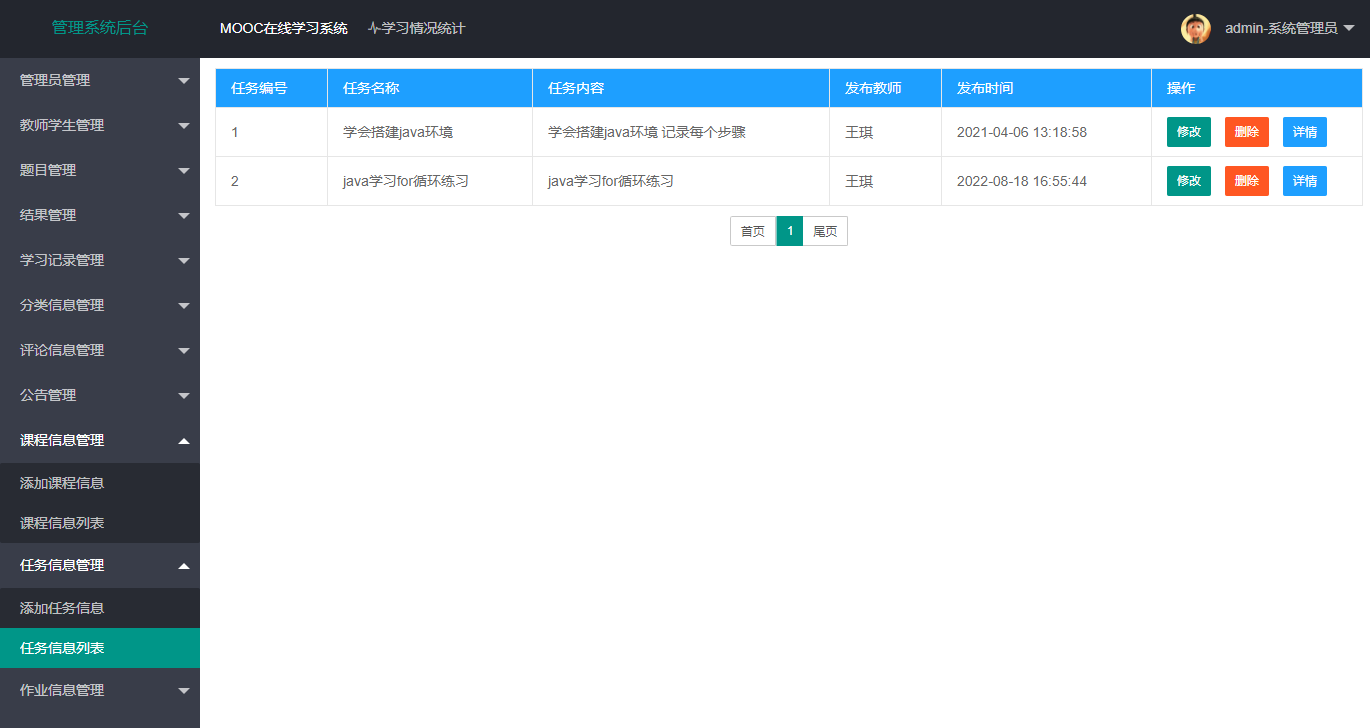 管理系统后台
MOOC在线学习系统 学习情况统计
admin-系统管理员
管理员管理
教师学生管理
题目管理
结果管理
学习记录管理
分类信息管理
评论信息管理
公告管理
课程信息管理
添加课程信息
课程信息列表
任务信息管理
添加任务信息
任务信息列表
作业信息管理
任务编号 任务名称 任务内容 发布教师 发布时间 操作
1 学会搭建java环境 学会搭建java环境 记录每个步骤 王琪 2021-04-06 13:18:58 修改 删除 详情
2 java学习for循环练习 java学习for循环练习 王琪 2022-08-18 16:55:44 修改 删除 详情
首页 1 尾页